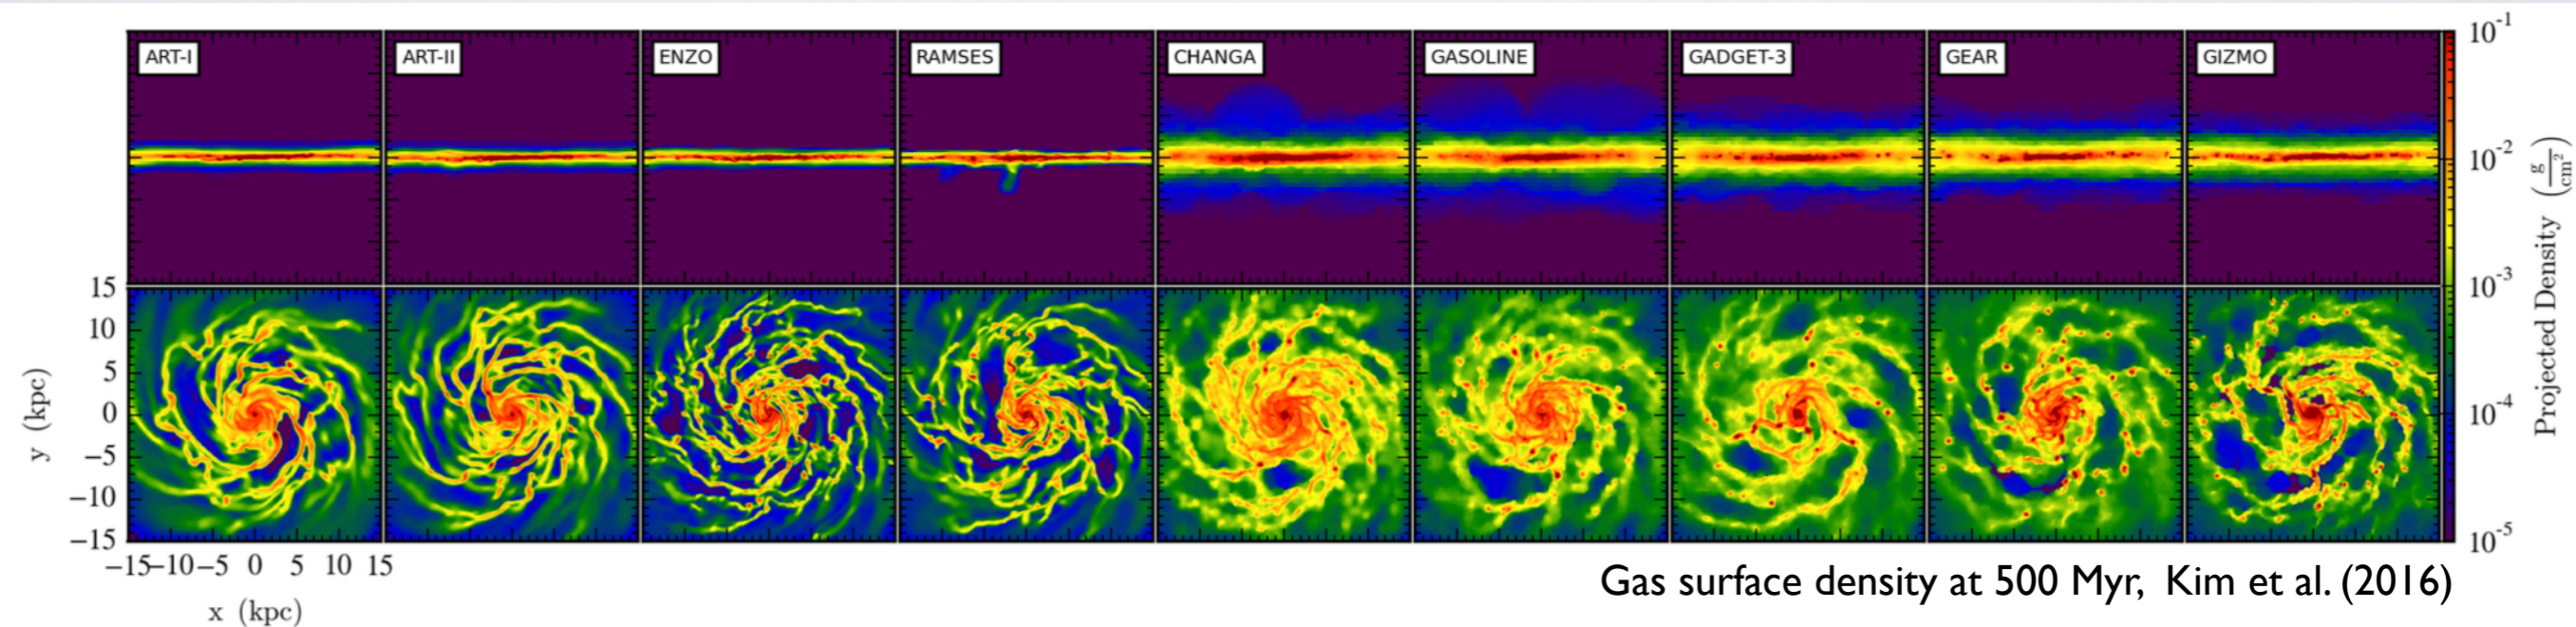 ART-I ART-II ENZO RAMSES CHANGA GASOLINE GADGET-3 GEAR GIZMO
10^-1
10^-2
10^-3
10^-4
10^-5
Projected Density (g/cm^2)
15
10
5
0
−5
−10
−15
y (kpc)
−15 −10 −5 0 5 10 15
x (kpc)
Gas surface density at 500 Myr, Kim et al. (2016)